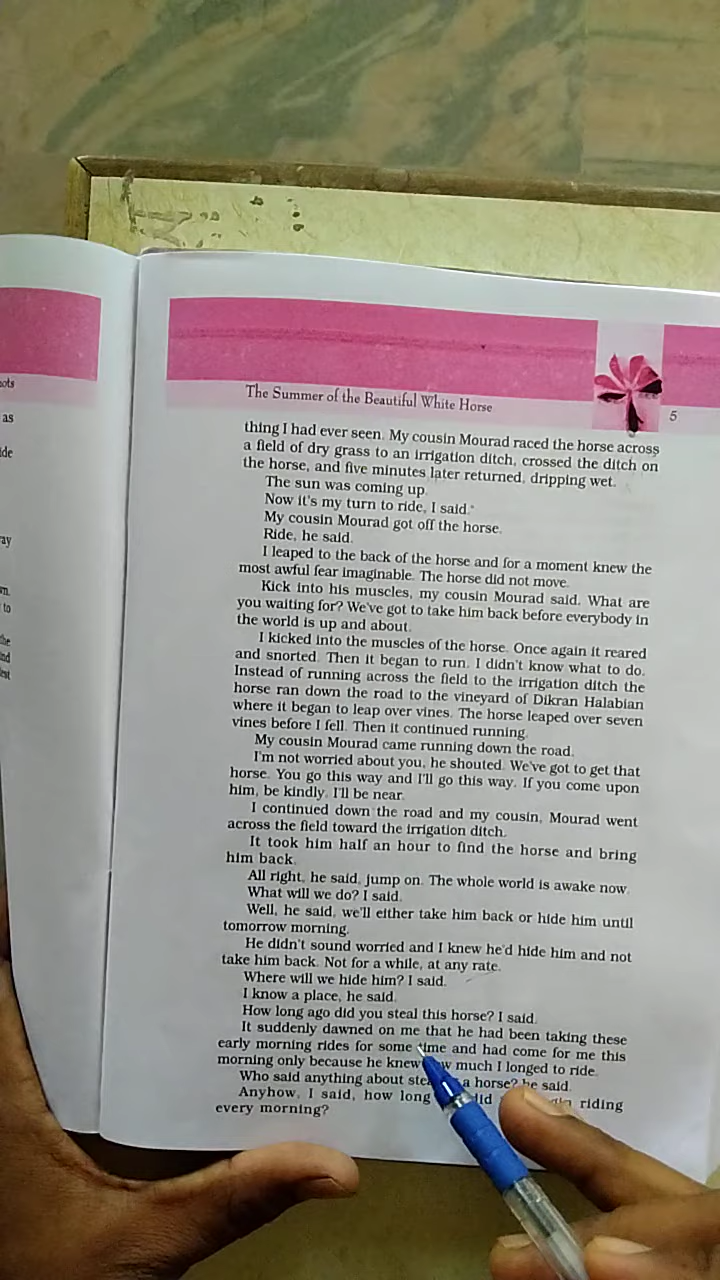 ots
as
ide
ay
n.
to
the
nd
est
The Summer of the Beautiful White Horse
5
thing I had ever seen. My cousin Mourad raced the horse across
a field of dry grass to an irrigation ditch, crossed the ditch on
the horse, and five minutes later returned, dripping wet.
The sun was coming up.
Now it's my turn to ride, I said.
My cousin Mourad got off the horse.
Ride, he said.
I leaped to the back of the horse and for a moment knew the
most awful fear imaginable. The horse did not move.
Kick into his muscles, my cousin Mourad said. What are
you waiting for? We've got to take him back before everybody in
the world is up and about.
I kicked into the muscles of the horse. Once again it reared
and snorted. Then it began to run. I didn't know what to do.
Instead of running across the field to the irrigation ditch the
horse ran down the road to the vineyard of Dikran Halabian
where it began to leap over vines. The horse leaped over seven
vines before I fell. Then it continued running.
My cousin Mourad came running down the road.
I'm not worried about you, he shouted. We've got to get that
horse. You go this way and I'll go this way. If you come upon
him, be kindly. I'll be near.
I continued down the road and my cousin, Mourad went
across the field toward the irrigation ditch.
It took him half an hour to find the horse and bring
him back.
All right, he said, jump on. The whole world is awake now.
What will we do? I said.
Well, he said, we'll either take him back or hide him until
tomorrow morning.
He didn't sound worried and I knew he'd hide him and not
take him back. Not for a while, at any rate.
Where will we hide him? I said.
I know a place, he said.
How long ago did you steal this horse? I said.
It suddenly dawned on me that he had been taking these
early morning rides for some time and had come for me this
morning only because he knew much I longed to ride.
Who said anything about a horse? he said.
Anyhow, I said, how long riding
every morning?